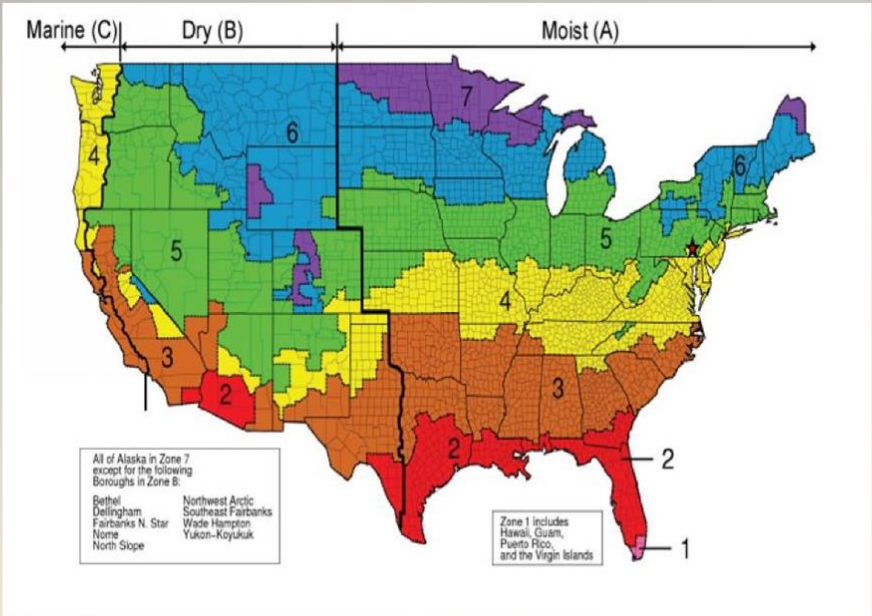 Marine (C) Dry (B) Moist (A)
7
6
4
6
5
5
4
3
3
2
2
2
1
All of Alaska in Zone 7
except for the following
Boroughs in Zone 8:
Bethel Northwest Arctic
Dellingham Southeast Fairbanks
Fairbanks N. Star Wade Hampton
Nome Yukon-Koyukuk
North Slope
Zone 1 includes
Hawaii, Guam,
Puerto Rico,
and the Virgin Islands